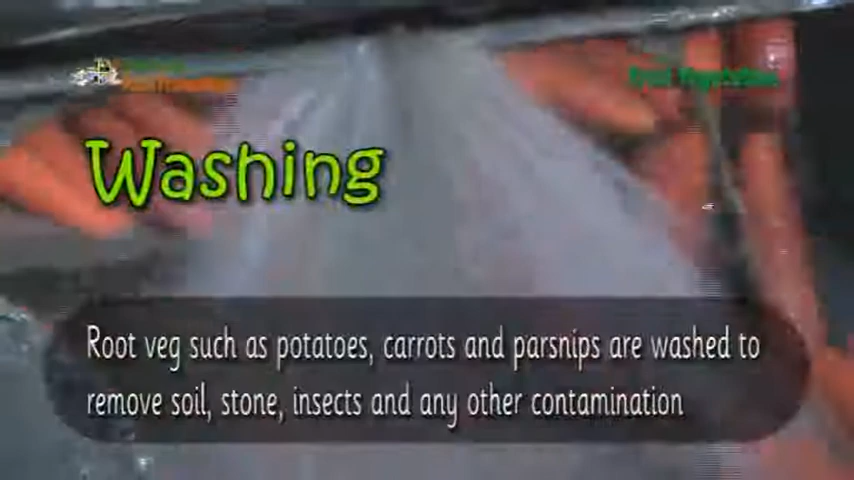 Washing
Root veg such as potatoes, carrots and parsnips are washed to
remove soil, stone, insects and any other contamination